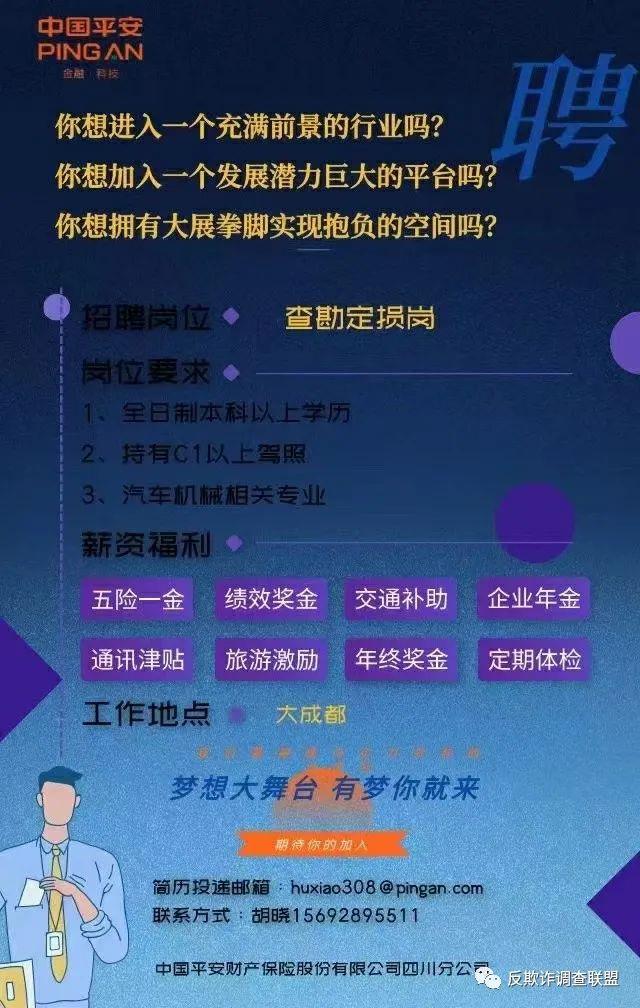 中国平安
PING AN
金融·科技
聘
你想进入一个充满前景的行业吗?
你想加入一个发展潜力巨大的平台吗?
你想拥有大展拳脚实现抱负的空间吗?
招聘岗位 查勘定损岗
岗位要求
1、全日制本科以上学历
2、持有C1以上驾照
3、汽车机械相关专业
薪资福利
五险一金 绩效奖金 交通补助 企业年金
通讯津贴 旅游激励 年终奖金 定期体检
工作地点 大成都
梦想大舞台 有梦你就来
期待你的加入
简历投递邮箱:huxiao308@pingan.com
联系方式:胡晓15692895511
中国平安财产保险股份有限公司四川分公司
反欺诈调查联盟